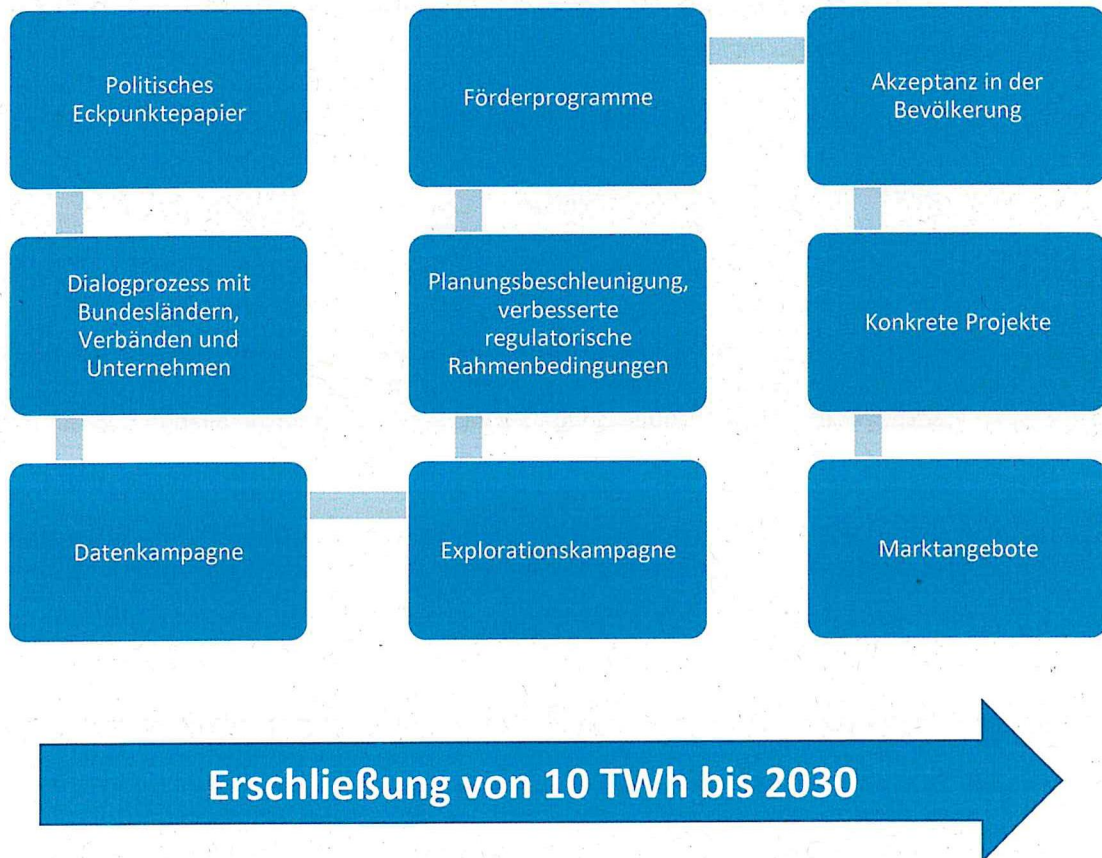 Politisches
Eckpunktepapier
Dialogprozess mit
Bundesländern,
Verbänden und
Unternehmen
Datenkampagne
Explorationskampagne
Planungsbeschleunigung,
verbesserte
regulatorische
Rahmenbedingungen
Förderprogramme
Akzeptanz in der
Bevölkerung
Konkrete Projekte
Marktangebote
Erschließung von 10 TWh bis 2030